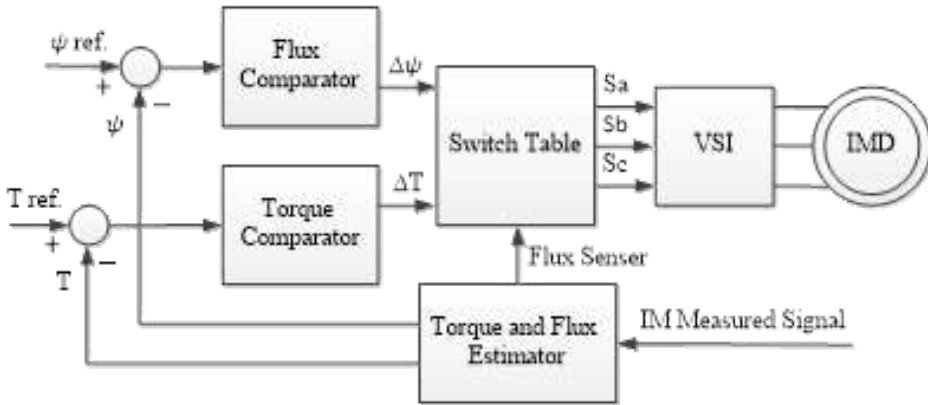 ψ ref.
+
−
ψ
Flux
Comparator
Δψ
T ref.
+
−
T
Torque
Comparator
ΔT
Switch Table
Sa
Sb
Sc
VSI
IMD
Flux Senser
Torque and Flux
Estimator
IM Measured Signal